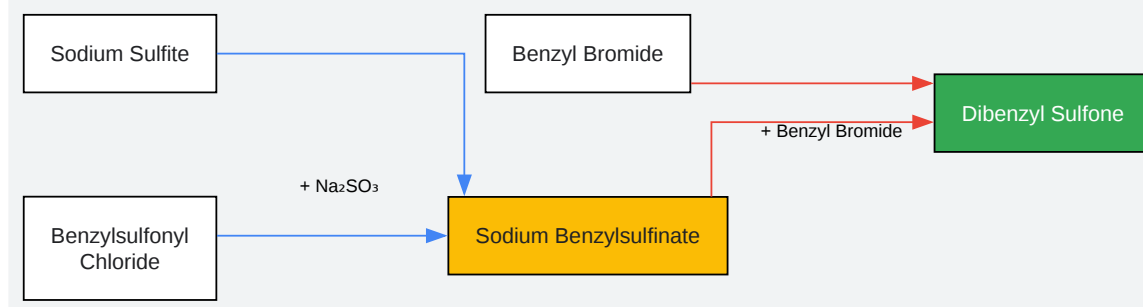 Sodium Sulfite
Benzyl Bromide
Dibenzyl Sulfone
+ Benzyl Bromide
+ Na₂SO₃
Benzylsulfonyl
Chloride
Sodium Benzylsulfinate